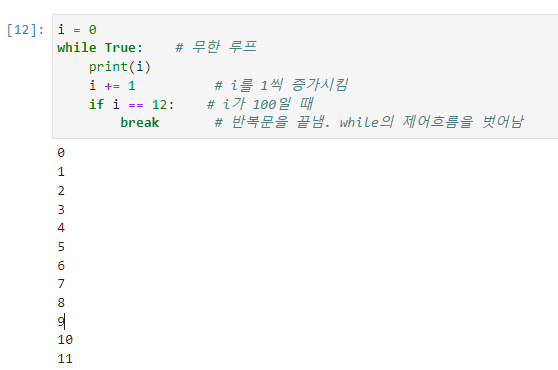 [12]: i = 0
while True:    # 무한 루프
    print(i)
    i += 1          # i를 1씩 증가시킴
    if i == 12:    # i가 100일 때
        break       # 반복문을 끝냄. while의 제어흐름을 벗어남
0
1
2
3
4
5
6
7
8
9
10
11